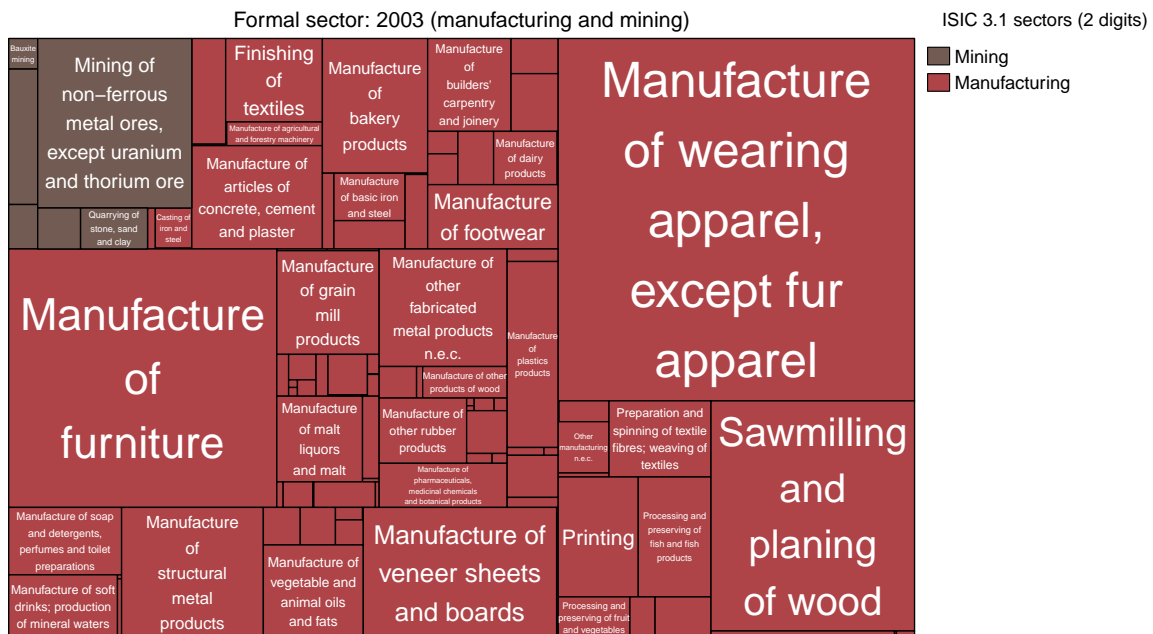 Formal sector: 2003 (manufacturing and mining)
ISIC 3.1 sectors (2 digits)
Mining
Manufacturing
Bauxite
mining
Mining of
non−ferrous
metal ores,
except uranium
and thorium ore
Quarrying of
stone, sand
and clay
Casting of
iron and
steel
Finishing
of
textiles
Manufacture of agricultural
and forestry machinery
Manufacture of
articles of
concrete, cement
and plaster
Manufacture
of
bakery
products
Manufacture
of basic iron
and steel
Manufacture
of
builders'
carpentry
and joinery
Manufacture
of dairy
products
Manufacture
of footwear
Manufacture
of wearing
apparel,
except fur
apparel
Manufacture
of
furniture
Manufacture
of grain
mill
products
Manufacture of
other
fabricated
metal products
n.e.c.
Manufacture
of
plastics
products
Manufacture of other
products of wood
Manufacture
of malt
liquors
and malt
Manufacture of
other rubber
products
Manufacture of
pharmaceuticals,
medicinal chemicals
and botanical products
Other
manufacturing
n.e.c.
Preparation and
spinning of textile
fibres; weaving of
textiles
Sawmilling
and
planing
of wood
Manufacture of soap
and detergents,
perfumes and toilet
preparations
Manufacture of soft
drinks; production
of mineral waters
Manufacture
of
structural
metal
products
Manufacture of
vegetable and
animal oils
and fats
Manufacture of
veneer sheets
and boards
Printing
Processing and
preserving of
fish and fish
products
Processing and
preserving of fruit
and vegetables